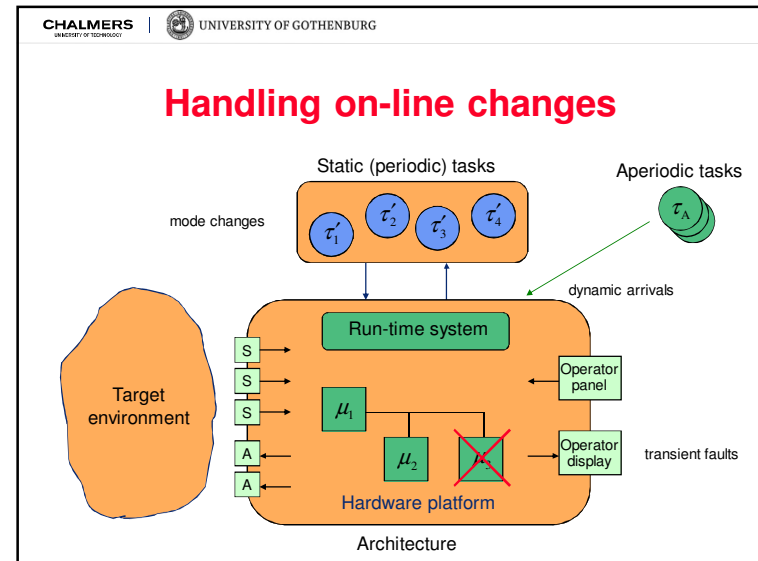 CHALMERS
UNIVERSITY OF TECHNOLOGY
UNIVERSITY OF GOTHENBURG
Handling on-line changes
Static (periodic) tasks
Aperiodic tasks
mode changes
τ′₁ τ′₂ τ′₃ τ′₄
τ_A
dynamic arrivals
Run-time system
S
S
S
A
A
Target
environment
μ₁
μ₂
μ₃
Operator
panel
Operator
display
transient faults
Hardware platform
Architecture